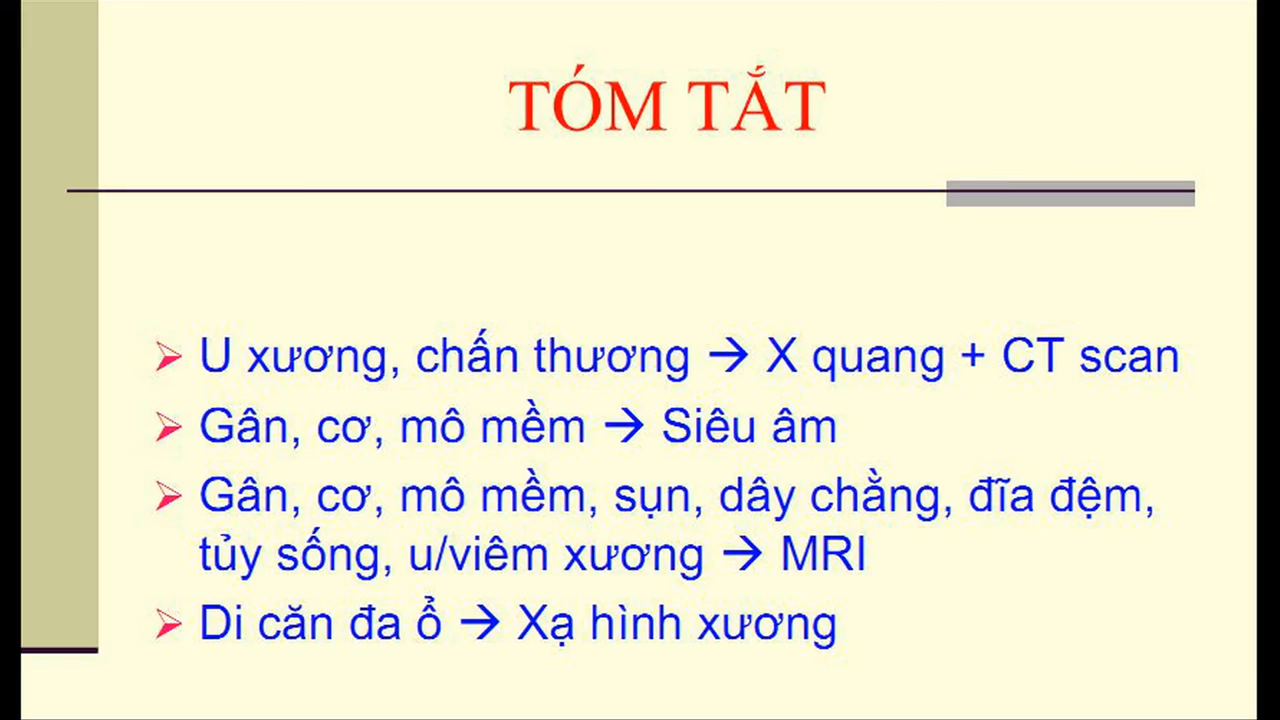 TÓM TẮT
U xương, chấn thương → X quang + CT scan
Gân, cơ, mô mềm → Siêu âm
Gân, cơ, mô mềm, sụn, dây chằng, đĩa đệm,
tủy sống, u/viêm xương → MRI
Di căn đa ổ → Xạ hình xương